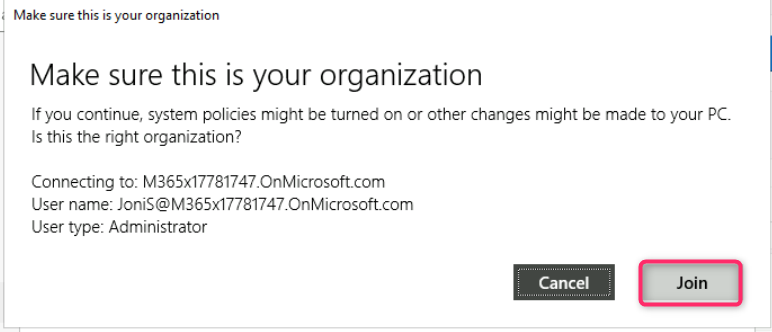 Make sure this is your organization
Make sure this is your organization
If you continue, system policies might be turned on or other changes might be made to your PC.
Is this the right organization?
Connecting to: M365x17781747.OnMicrosoft.com
User name: JoniS@M365x17781747.OnMicrosoft.com
User type: Administrator
Cancel
Join